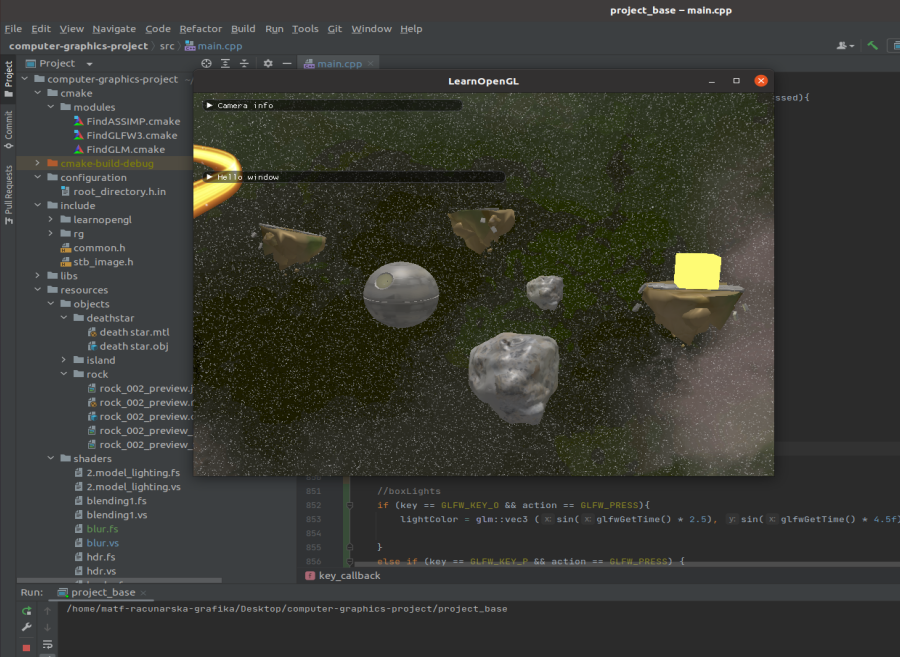 project_base – main.cpp
File Edit View Navigate Code Refactor Build Run Tools Git Window Help
computer-graphics-project src main.cpp
Project
main.cpp
Project
Commit
Pull Requests
computer-graphics-project
cmake
modules
FindASSIMP.cmake
FindGLFW3.cmake
FindGLM.cmake
cmake-build-debug
configuration
root_directory.h.in
include
learnopengl
rg
common.h
stb_image.h
libs
resources
objects
deathstar
death star.mtl
death star.obj
island
rock
rock_002_preview.
rock_002_preview.
rock_002_preview.
rock_002_preview_
rock_002_preview_
shaders
2.model_lighting.fs
2.model_lighting.vs
blending1.fs
blending1.vs
blur.fs
blur.vs
hdr.fs
hdr.vs
LearnOpenGL
Camera info
Hello window
ssed){
851 //boxLights
852 if (key == GLFW_KEY_O && action == GLFW_PRESS){
853 lightColor = glm::vec3 ( x: sin( x: glfwGetTime() * 2.5), y: sin( x: glfwGetTime() * 4.5f)
854
855 }
856 else if (key == GLFW_KEY_P && action == GLFW_PRESS) {
f key_callback
Run: project_base
/home/matf-racunarska-grafika/Desktop/computer-graphics-project/project_base